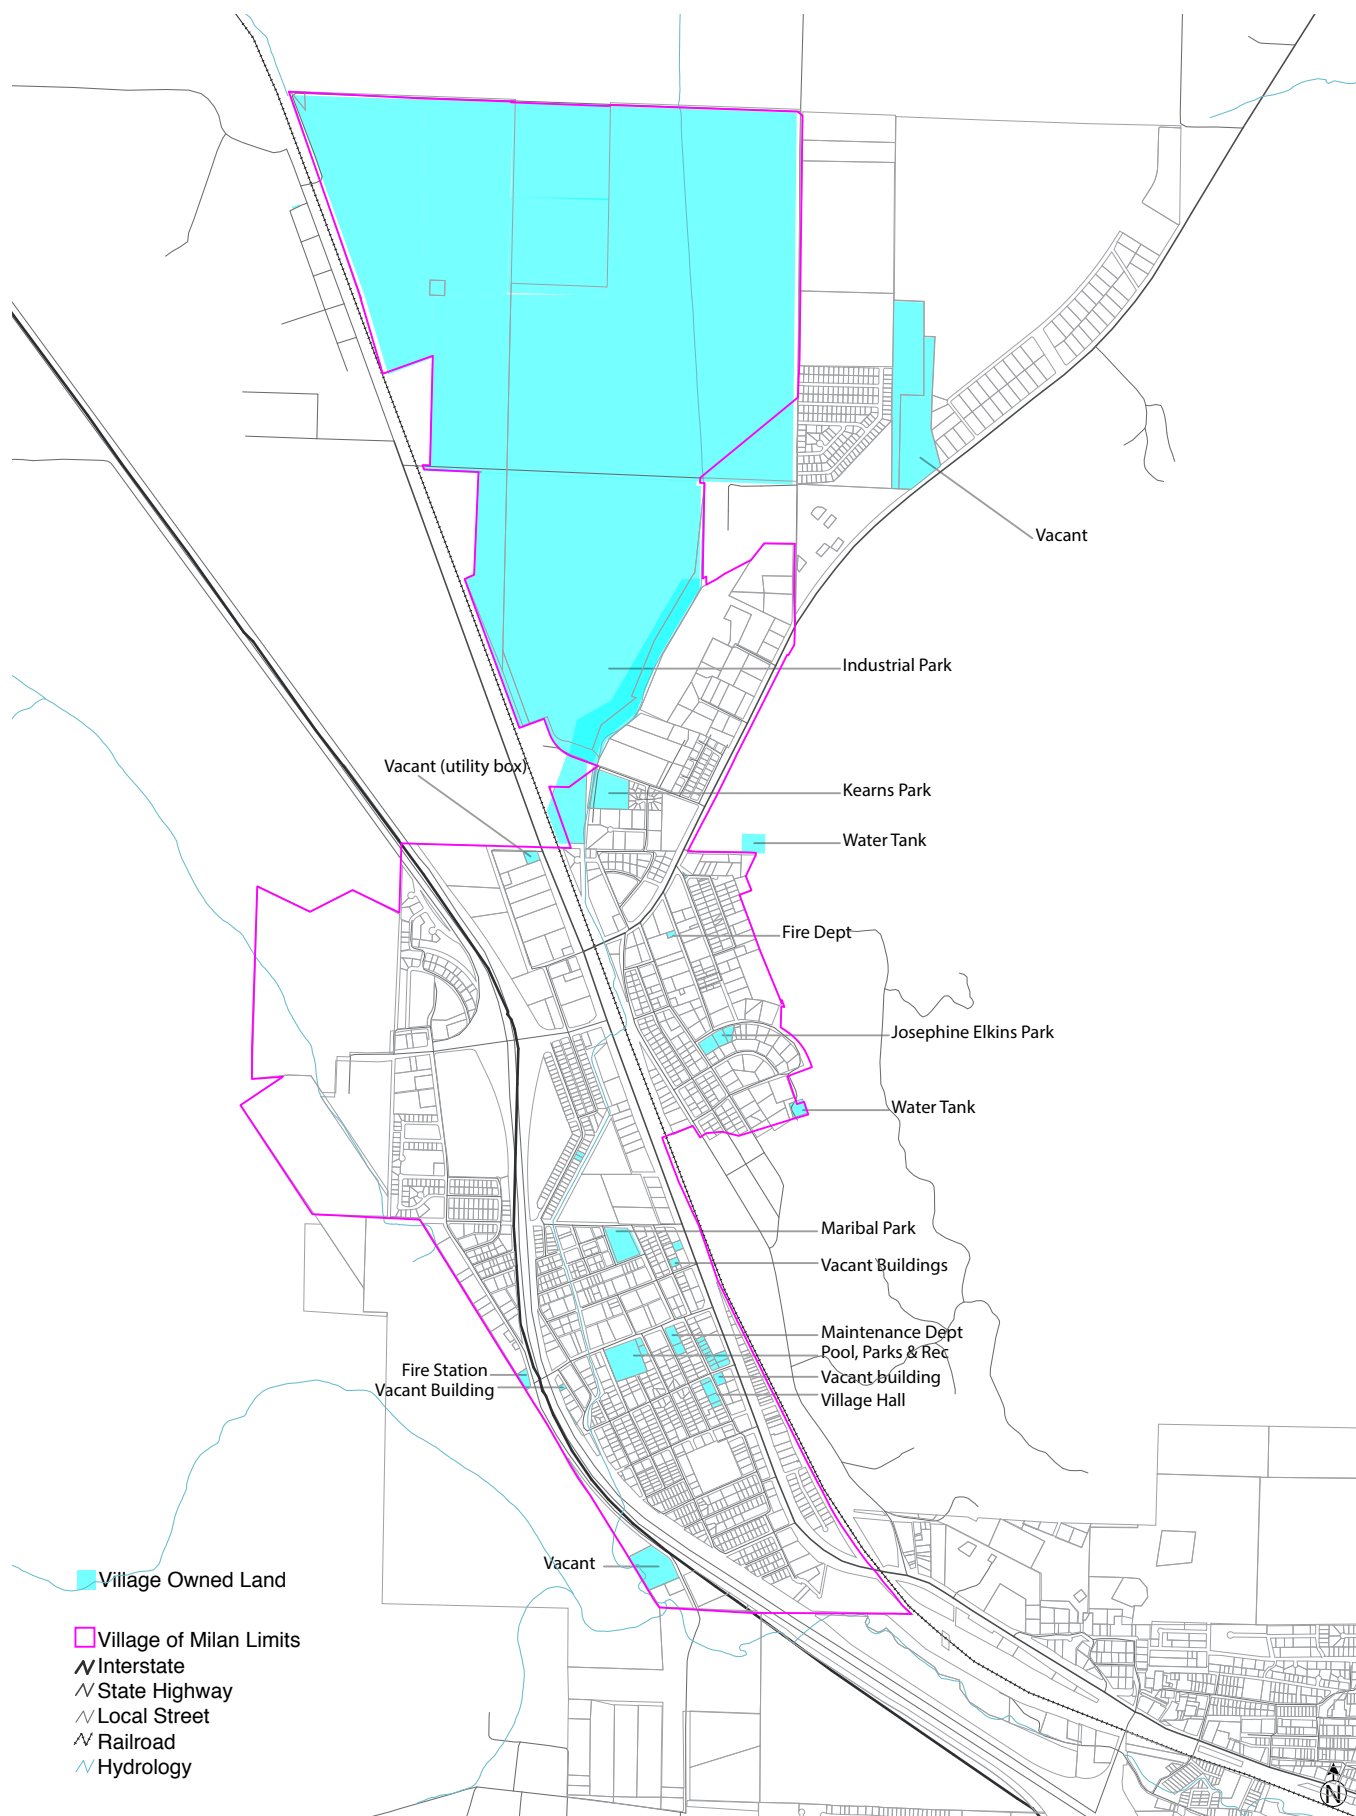 Vacant
Industrial Park
Vacant (utility box)
Kearns Park
Water Tank
Fire Dept
Josephine Elkins Park
Water Tank
Maribal Park
Vacant Buildings
Maintenance Dept
Pool, Parks & Rec
Fire Station
Vacant building
Vacant Building
Village Hall
Vacant
Village Owned Land
Village of Milan Limits
Interstate
State Highway
Local Street
Railroad
Hydrology
N